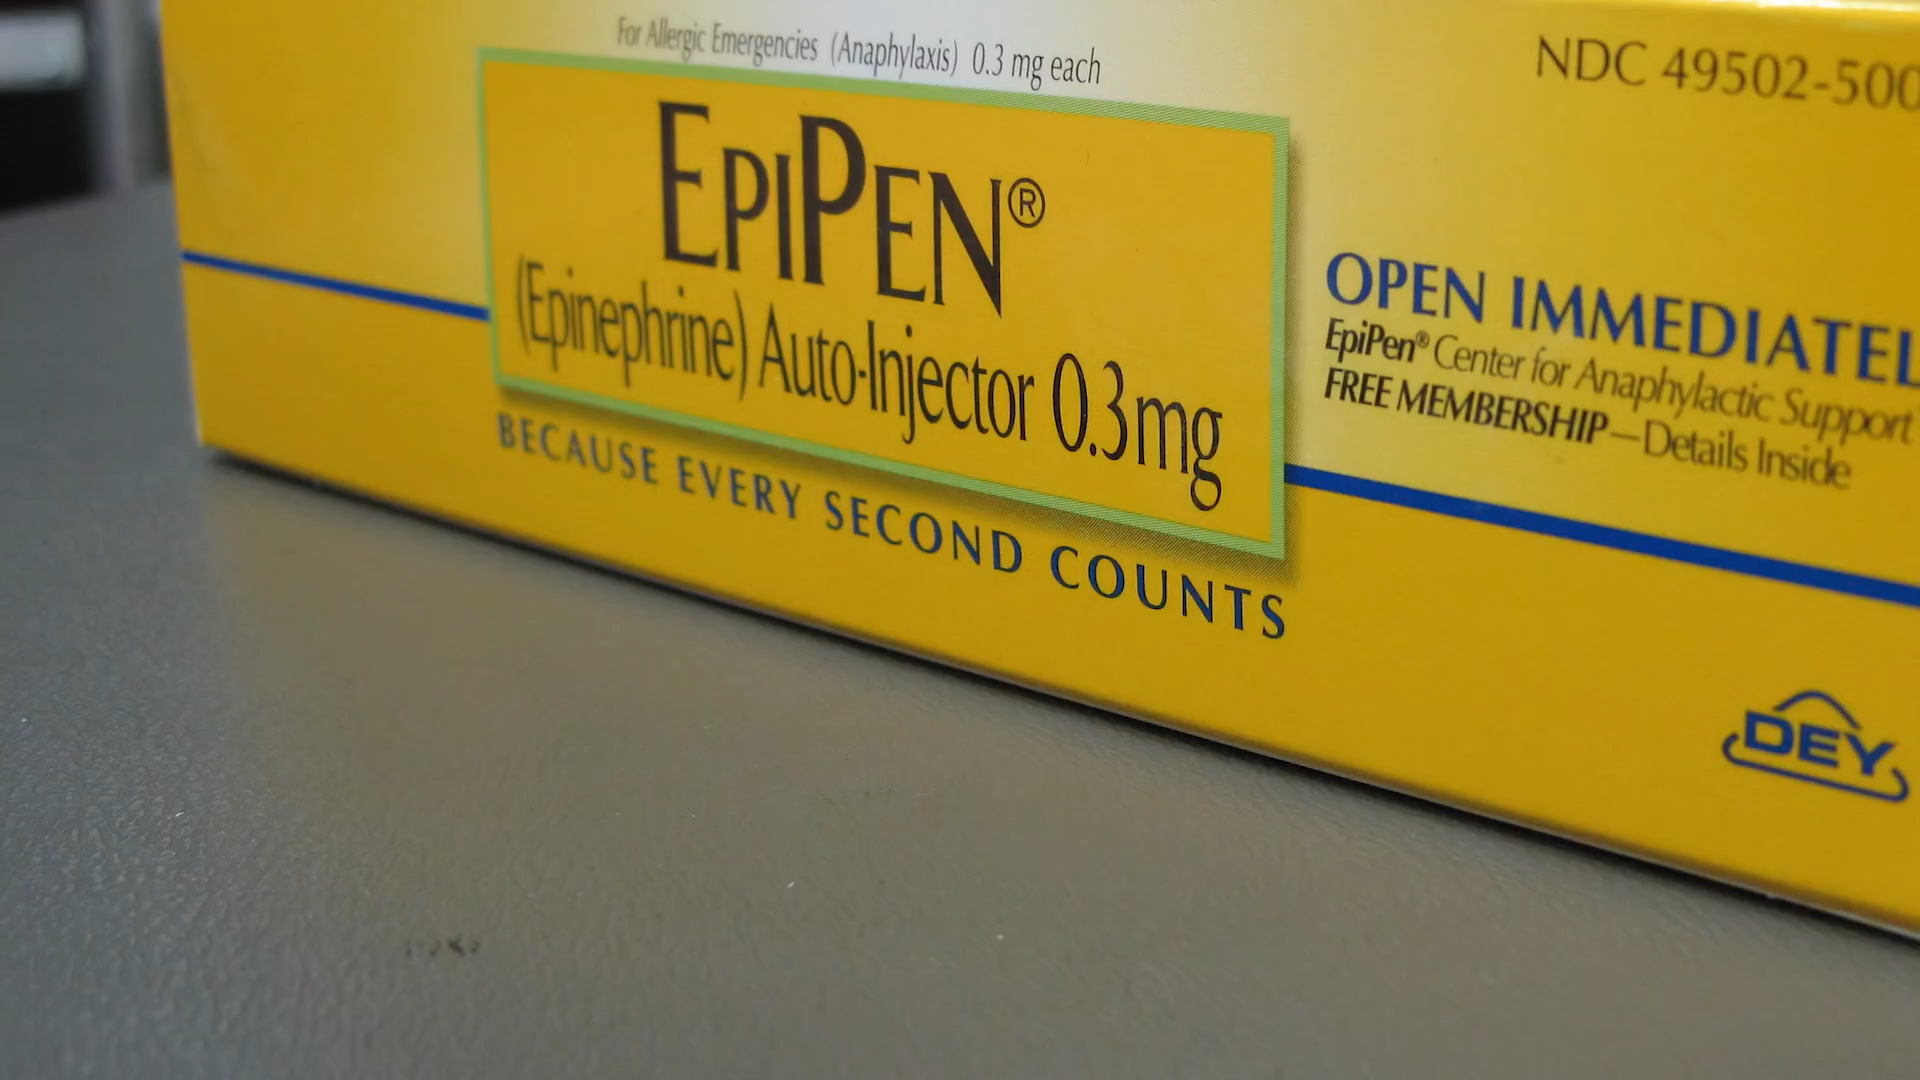 For Allergic Emergencies (Anaphylaxis) 0.3 mg each
NDC 49502-500
EPIPEN®
(Epinephrine) Auto-Injector 0.3mg
BECAUSE EVERY SECOND COUNTS
OPEN IMMEDIATEL
EpiPen® Center for Anaphylactic Support
FREE MEMBERSHIP—Details Inside
DEY